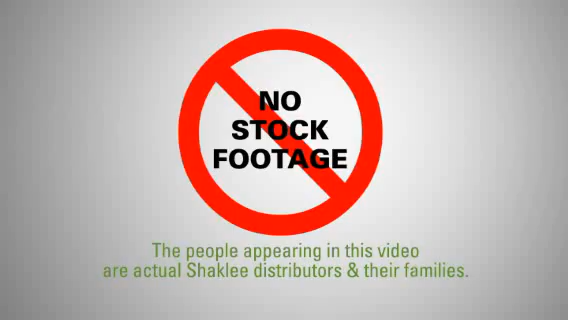 NO
STOCK
FOOTAGE
The people appearing in this video
are actual Shaklee distributors & their families.